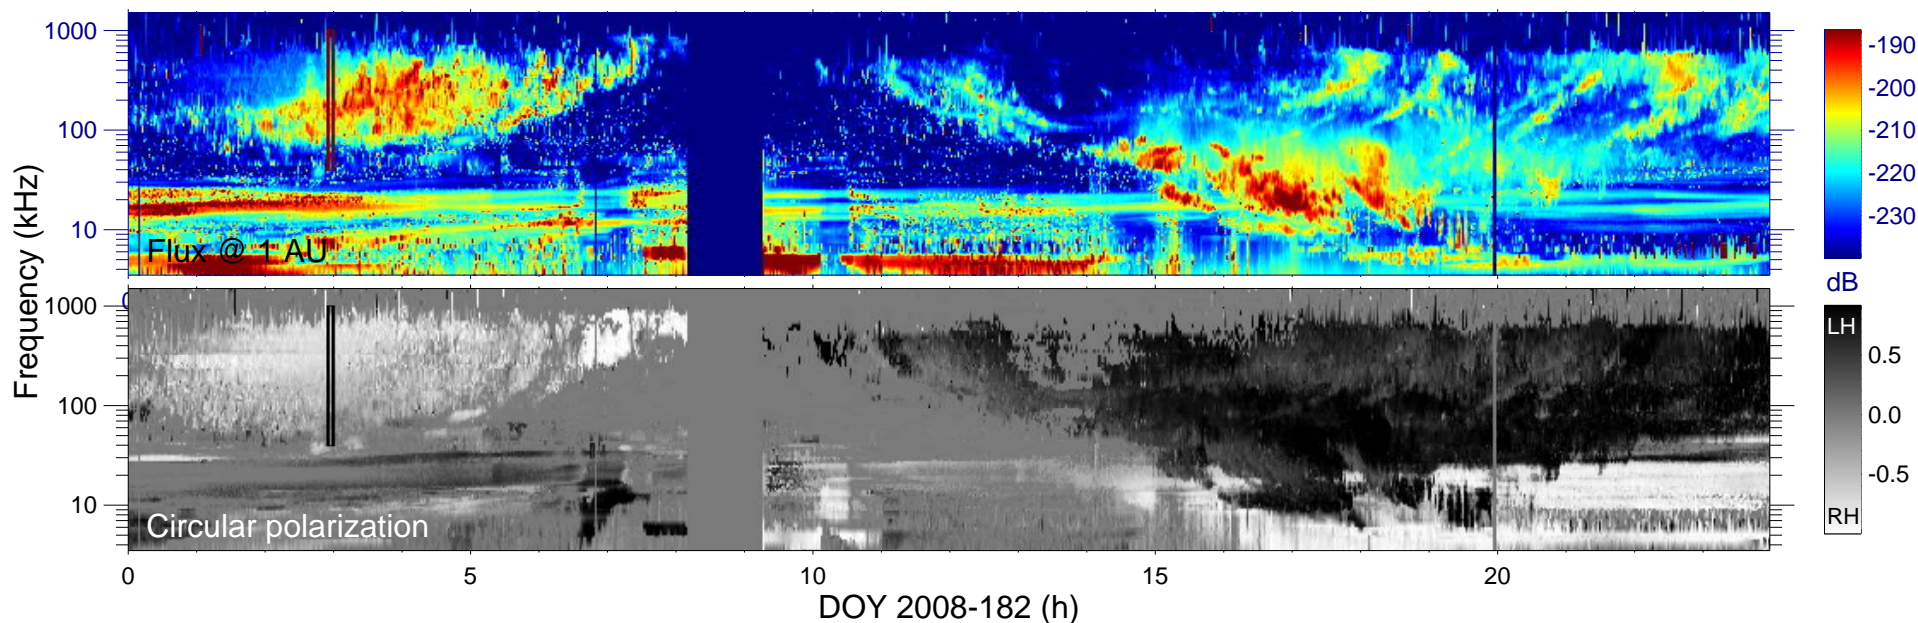 1000
100
10
Flux @ 1 AU
-190
-200
-210
-220
-230
dB
Frequency (kHz)
0
1000
100
10
Circular polarization
LH
0.5
0.0
-0.5
RH
0 5 10 15 20
DOY 2008-182 (h)